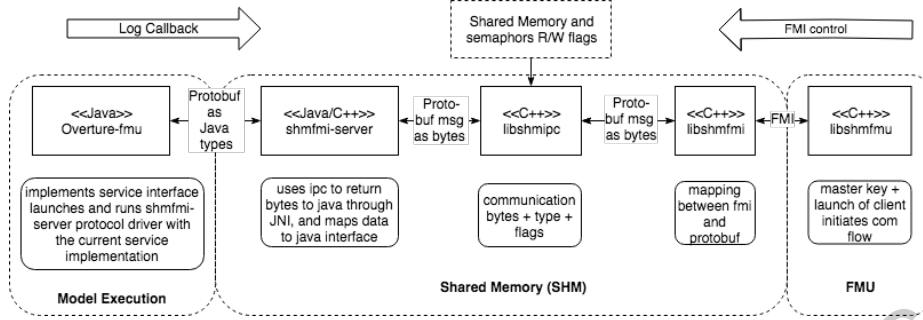 Log Callback
Shared Memory and
semaphors R/W flags
FMI control
<<Java>>
Overture-fmu
Protobuf
as
Java
types
<<Java/C++>>
shmfmi-server
Proto-
buf msg
as bytes
<<C++>>
libshmipc
Proto-
buf msg
as bytes
<<C++>>
libshmfmi
FMI
<<C++>>
libshmfmu
implements service interface
launches and runs shmfmi-
server protocol driver with
the current service
implementation
uses ipc to return
bytes to java through
JNI, and maps data
to java interface
communication
bytes + type +
flags
mapping
between fmi
and
protobuf
master key +
launch of client
initiates com
flow
Model Execution
Shared Memory (SHM)
FMU